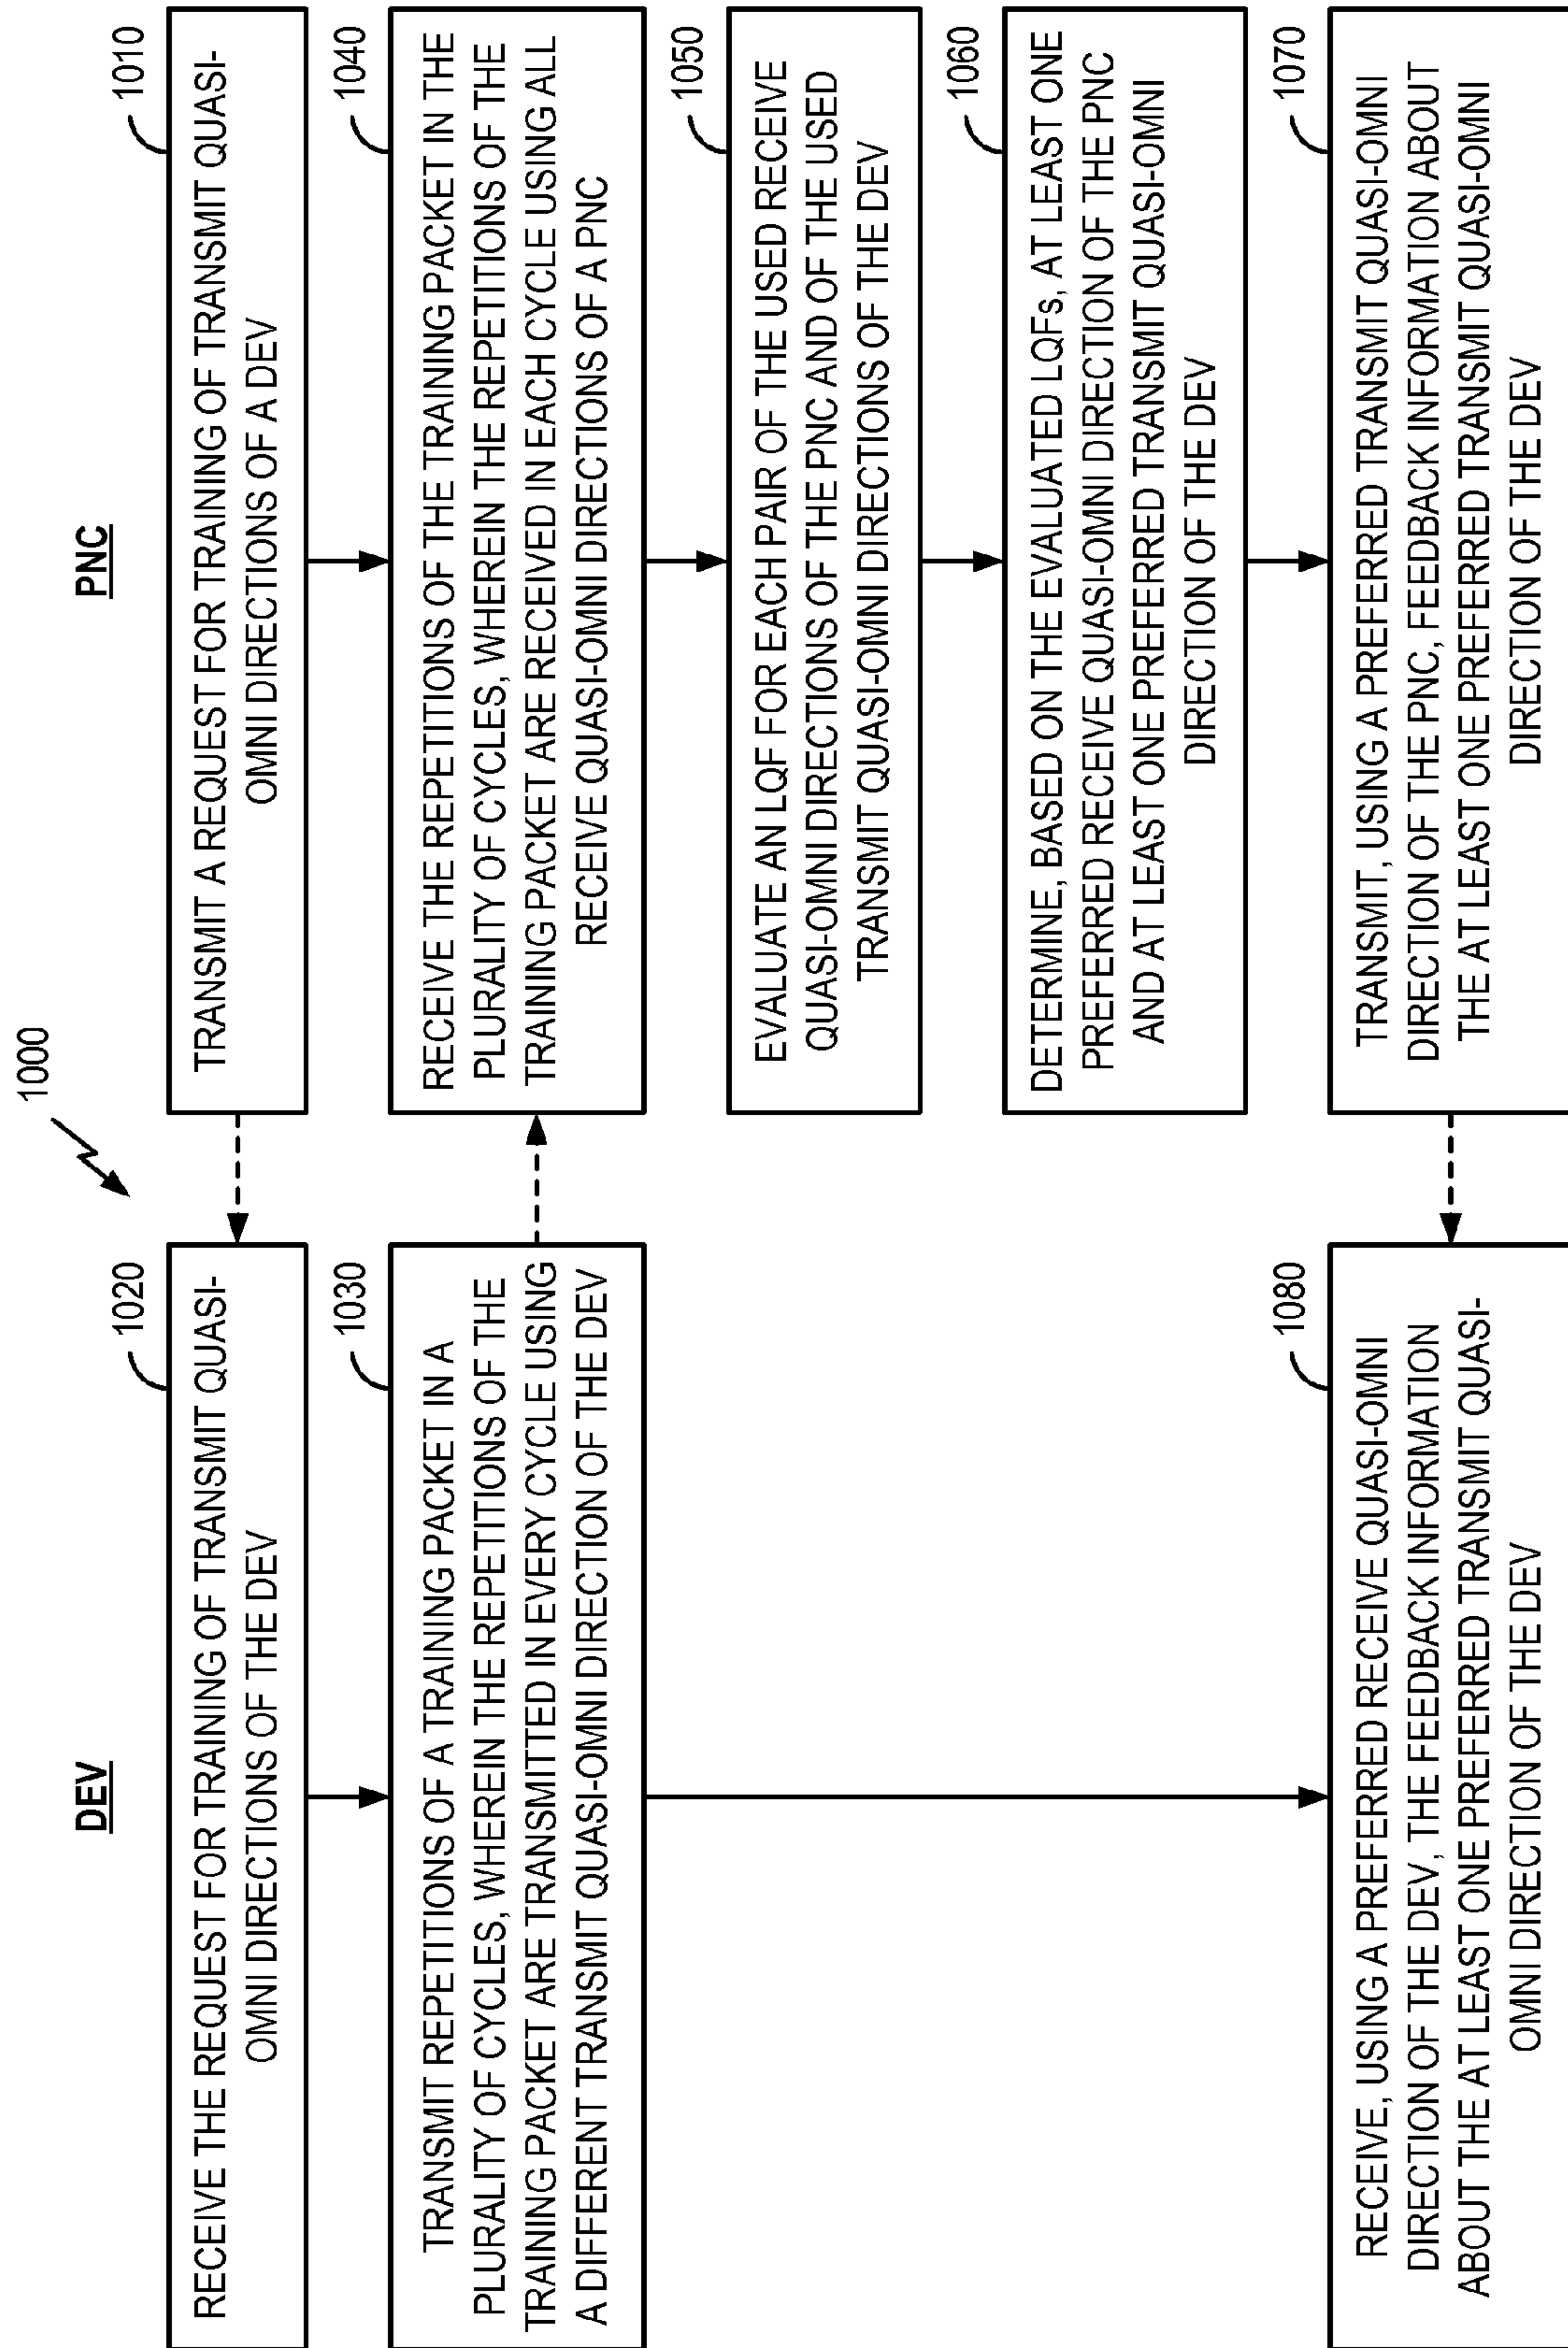 1000
DEV
PNC
1020
RECEIVE THE REQUEST FOR TRAINING OF TRANSMIT QUASI-
OMNI DIRECTIONS OF THE DEV
1010
TRANSMIT A REQUEST FOR TRAINING OF TRANSMIT QUASI-
OMNI DIRECTIONS OF A DEV
1030
TRANSMIT REPETITIONS OF A TRAINING PACKET IN A
PLURALITY OF CYCLES, WHEREIN THE REPETITIONS OF THE
TRAINING PACKET ARE TRANSMITTED IN EVERY CYCLE USING
A DIFFERENT TRANSMIT QUASI-OMNI DIRECTION OF THE DEV
1040
RECEIVE THE REPETITIONS OF THE TRAINING PACKET IN THE
PLURALITY OF CYCLES, WHEREIN THE REPETITIONS OF THE
TRAINING PACKET ARE RECEIVED IN EACH CYCLE USING ALL
RECEIVE QUASI-OMNI DIRECTIONS OF A PNC
1050
EVALUATE AN LQF FOR EACH PAIR OF THE USED RECEIVE
QUASI-OMNI DIRECTIONS OF THE PNC AND OF THE USED
TRANSMIT QUASI-OMNI DIRECTIONS OF THE DEV
1060
DETERMINE, BASED ON THE EVALUATED LQFs, AT LEAST ONE
PREFERRED RECEIVE QUASI-OMNI DIRECTION OF THE PNC
AND AT LEAST ONE PREFERRED TRANSMIT QUASI-OMNI
DIRECTION OF THE DEV
1070
TRANSMIT, USING A PREFERRED TRANSMIT QUASI-OMNI
DIRECTION OF THE PNC, FEEDBACK INFORMATION ABOUT
THE AT LEAST ONE PREFERRED TRANSMIT QUASI-OMNI
DIRECTION OF THE DEV
1080
RECEIVE, USING A PREFERRED RECEIVE QUASI-OMNI
DIRECTION OF THE DEV, THE FEEDBACK INFORMATION
ABOUT THE AT LEAST ONE PREFERRED TRANSMIT QUASI-
OMNI DIRECTION OF THE DEV